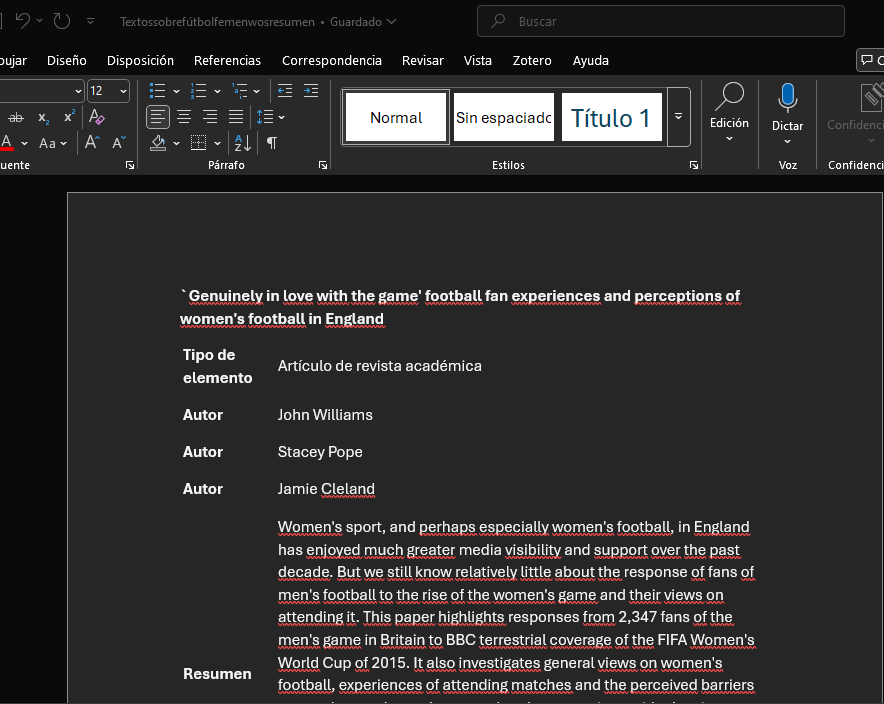 Textossobrefútbolfemenwosresumen • Guardado
Buscar
Diseño Disposición Referencias Correspondencia Revisar Vista Zotero Ayuda
12
Normal Sin espaciado Título 1
Edición
Dictar
Aa
Párrafo Estilos Voz
`Genuinely in love with the game' football fan experiences and perceptions of
women's football in England
Tipo de
elemento
Artículo de revista académica
Autor John Williams
Autor Stacey Pope
Autor Jamie Cleland
Women's sport, and perhaps especially women's football, in England
has enjoyed much greater media visibility and support over the past
decade. But we still know relatively little about the response of fans of
men's football to the rise of the women's game and their views on
attending it. This paper highlights responses from 2,347 fans of the
men's game in Britain to BBC terrestrial coverage of the FIFA Women's
World Cup of 2015. It also investigates general views on women's
Resumen
football, experiences of attending matches and the perceived barriers